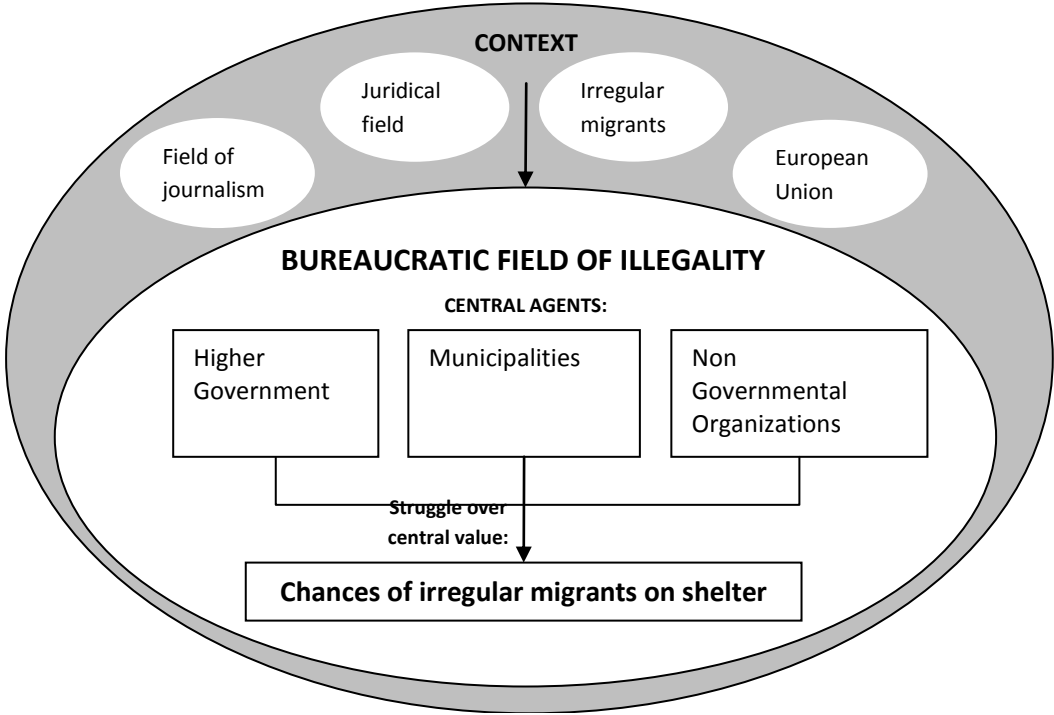 CONTEXT
Juridical
field
Irregular
migrants
Field of
journalism
European
Union
BUREAUCRATIC FIELD OF ILLEGALITY
CENTRAL AGENTS:
Higher
Government
Municipalities
Non
Governmental
Organizations
Struggle over
central value:
Chances of irregular migrants on shelter